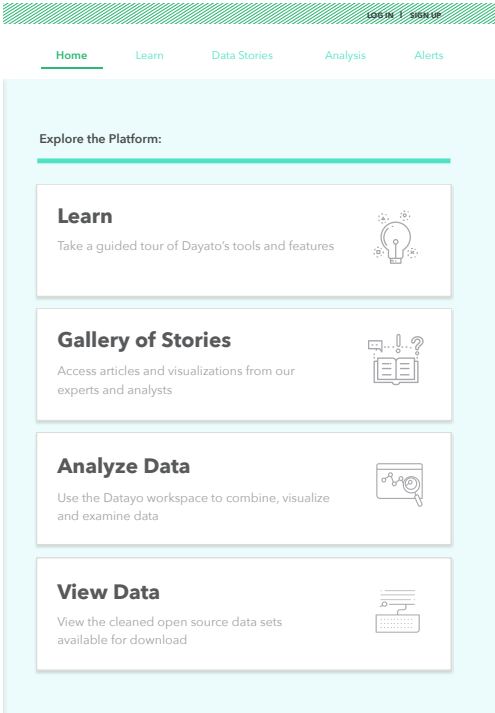 LOG IN | SIGN UP
Home Learn Data Stories Analysis Alerts
Explore the Platform:
Learn
Take a guided tour of Dayato's tools and features
Gallery of Stories
Access articles and visualizations from our
experts and analysts
Analyze Data
Use the Datayo workspace to combine, visualize
and examine data
View Data
View the cleaned open source data sets
available for download